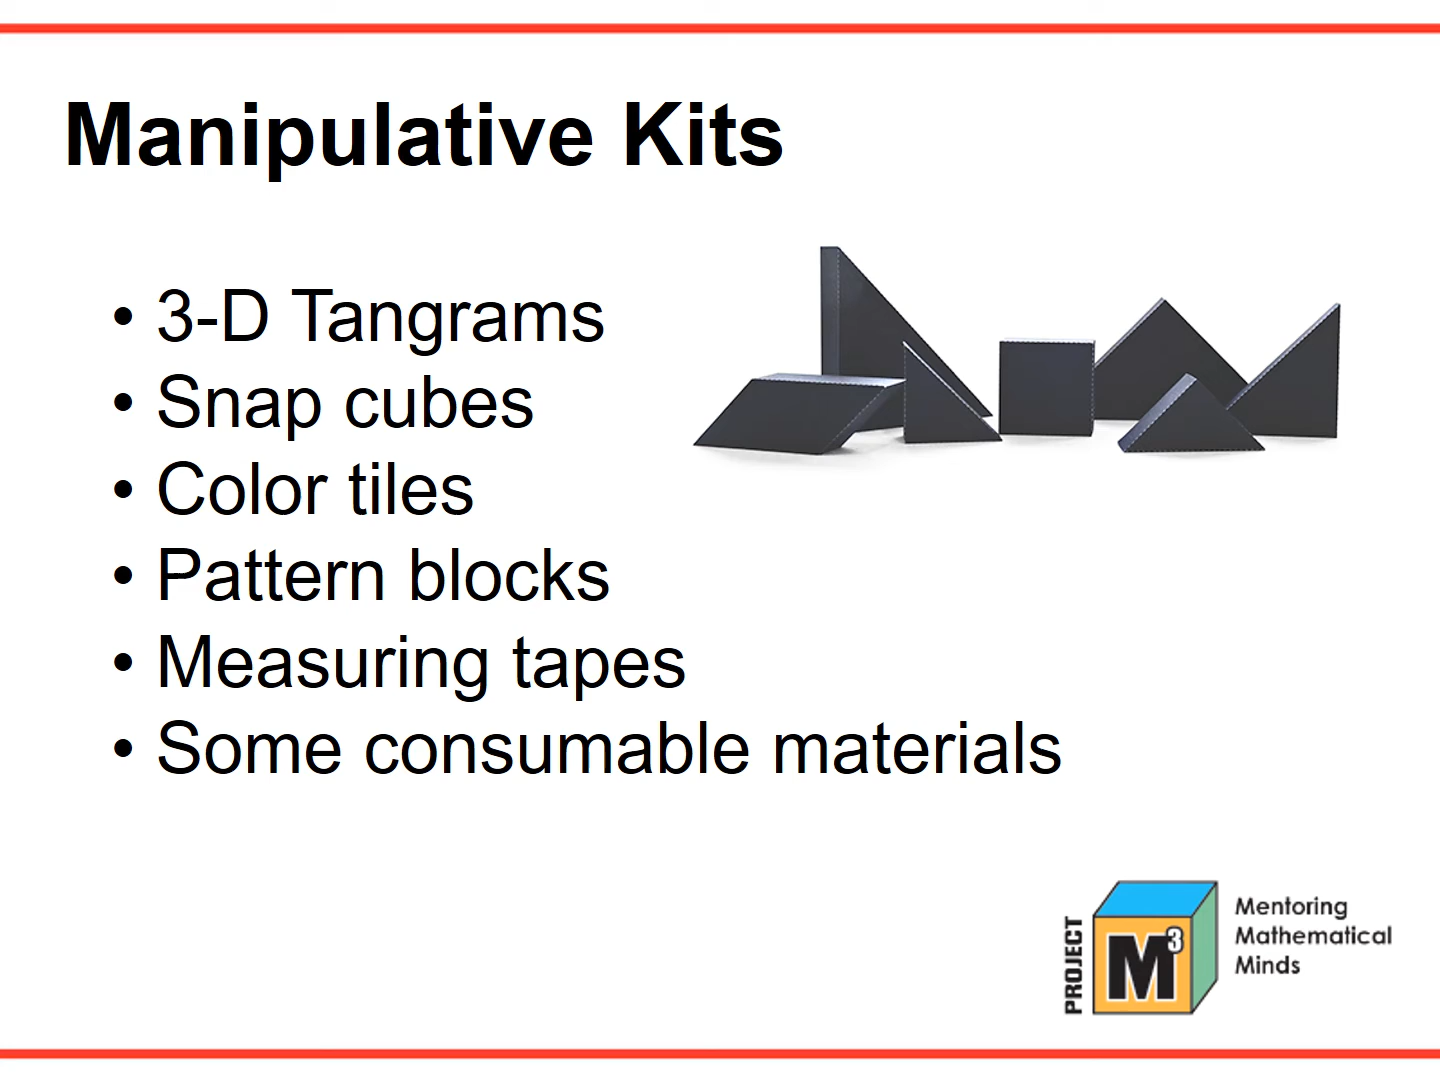 Manipulative Kits
• 3-D Tangrams
• Snap cubes
• Color tiles
• Pattern blocks
• Measuring tapes
• Some consumable materials
PROJECT
M3
Mentoring
Mathematical
Minds